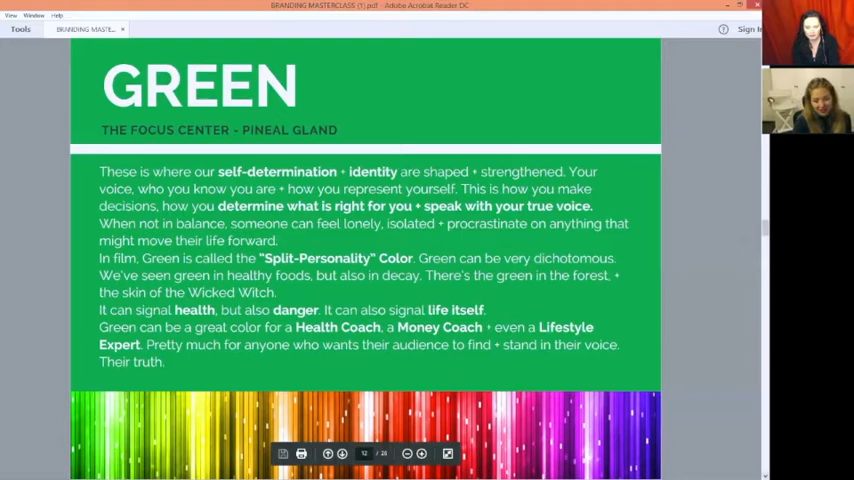 BRANDING MASTERCLASS (1).pdf - Adobe Acrobat Reader DC
View Window Help
Tools BRANDING MASTE... × ? Sign In
GREEN
THE FOCUS CENTER - PINEAL GLAND
These is where our self-determination + identity are shaped + strengthened. Your
voice, who you know you are + how you represent yourself. This is how you make
decisions, how you determine what is right for you + speak with your true voice.
When not in balance, someone can feel lonely, isolated + procrastinate on anything that
might move their life forward.
In film, Green is called the "Split-Personality" Color. Green can be very dichotomous.
We've seen green in healthy foods, but also in decay. There's the green in the forest, +
the skin of the Wicked Witch.
It can signal health, but also danger. It can also signal life itself.
Green can be a great color for a Health Coach, a Money Coach + even a Lifestyle
Expert. Pretty much for anyone who wants their audience to find + stand in their voice.
Their truth.
12 / 26